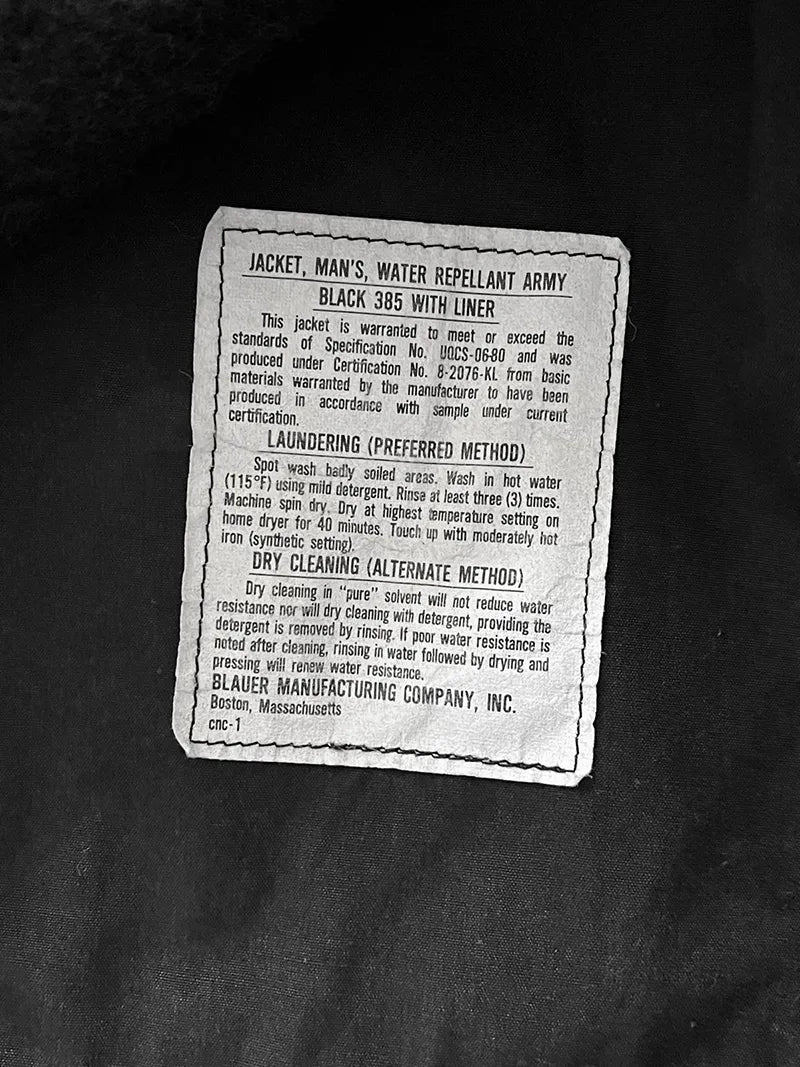 JACKET, MAN'S, WATER REPELLANT ARMY
BLACK 385 WITH LINER
This jacket is warranted to meet or exceed the
standards of Specification No. UQCS-06-80 and was
produced under Certification No. 8-2076-KL from basic
materials warranted by the manufacturer to have been
produced in accordance with sample under current
certification.
LAUNDERING (PREFERRED METHOD)
Spot wash badly soiled areas. Wash in hot water
(115°F) using mild detergent. Rinse at least three (3) times.
Machine spin dry. Dry at highest temperature setting on
home dryer for 40 minutes. Touch up with moderately hot
iron (synthetic setting).
DRY CLEANING (ALTERNATE METHOD)
Dry cleaning in “pure” solvent will not reduce water
resistance nor will dry cleaning with detergent, providing the
detergent is removed by rinsing. If poor water resistance is
noted after cleaning, rinsing in water followed by drying and
pressing will renew water resistance.
BLAUER MANUFACTURING COMPANY, INC.
Boston, Massachusetts
cnc-1